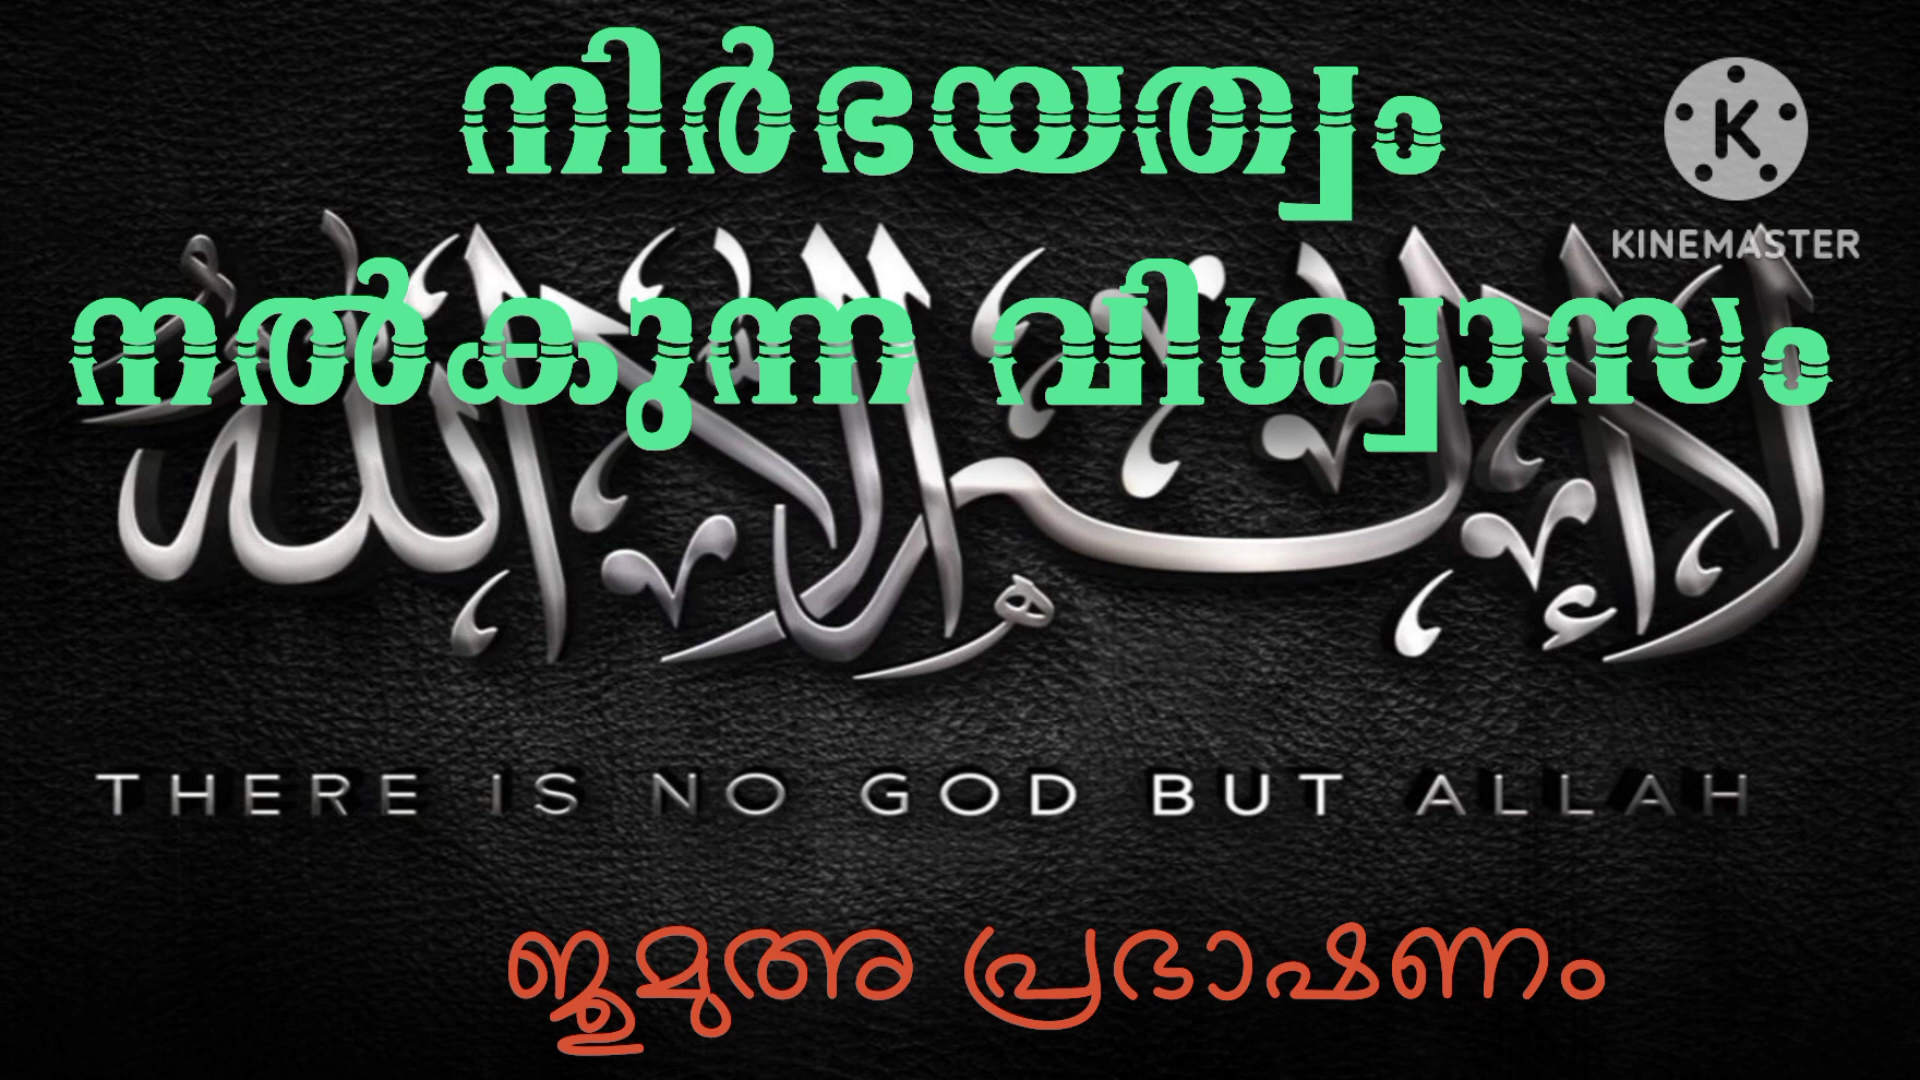 നിർഭയത്വം
K
KINEMASTER
നൽകുന്ന വിശ്വാസം
لا إله إلا الله
THERE IS NO GOD BUT ALLAH
ജുമുഅ പ്രഭാഷണം